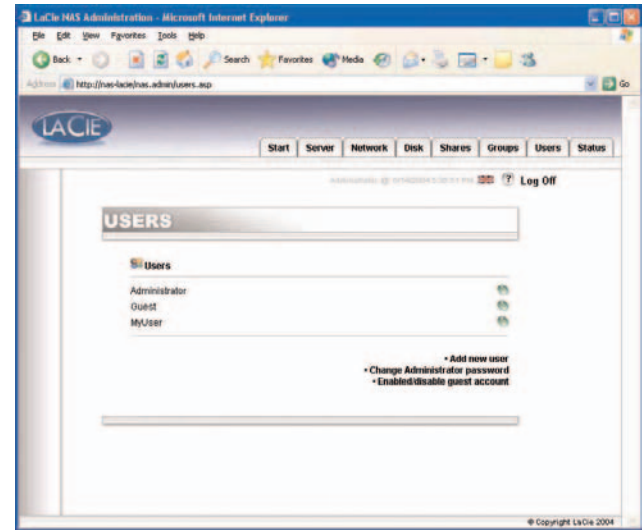 LaCie NAS Administration - Microsoft Internet Explorer
File Edit View Favorites Tools Help
Back Search Favorites Media
Address http://nas-lacie/nas.admin/users.asp Go
LACIE
Start Server Network Disk Shares Groups Users Status
? Log Off
USERS
Users
Administrator
Guest
MyUser
• Add new user
• Change Administrator password
• Enabled/disable guest account
© Copyright LaCie 2004